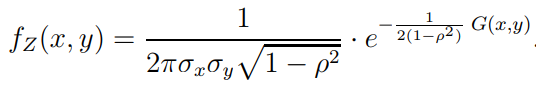 f_Z(x, y) = \frac{1}{2\pi\sigma_x\sigma_y\sqrt{1-\rho^2}} \cdot e^{-\frac{1}{2(1-\rho^2)} G(x,y)}.